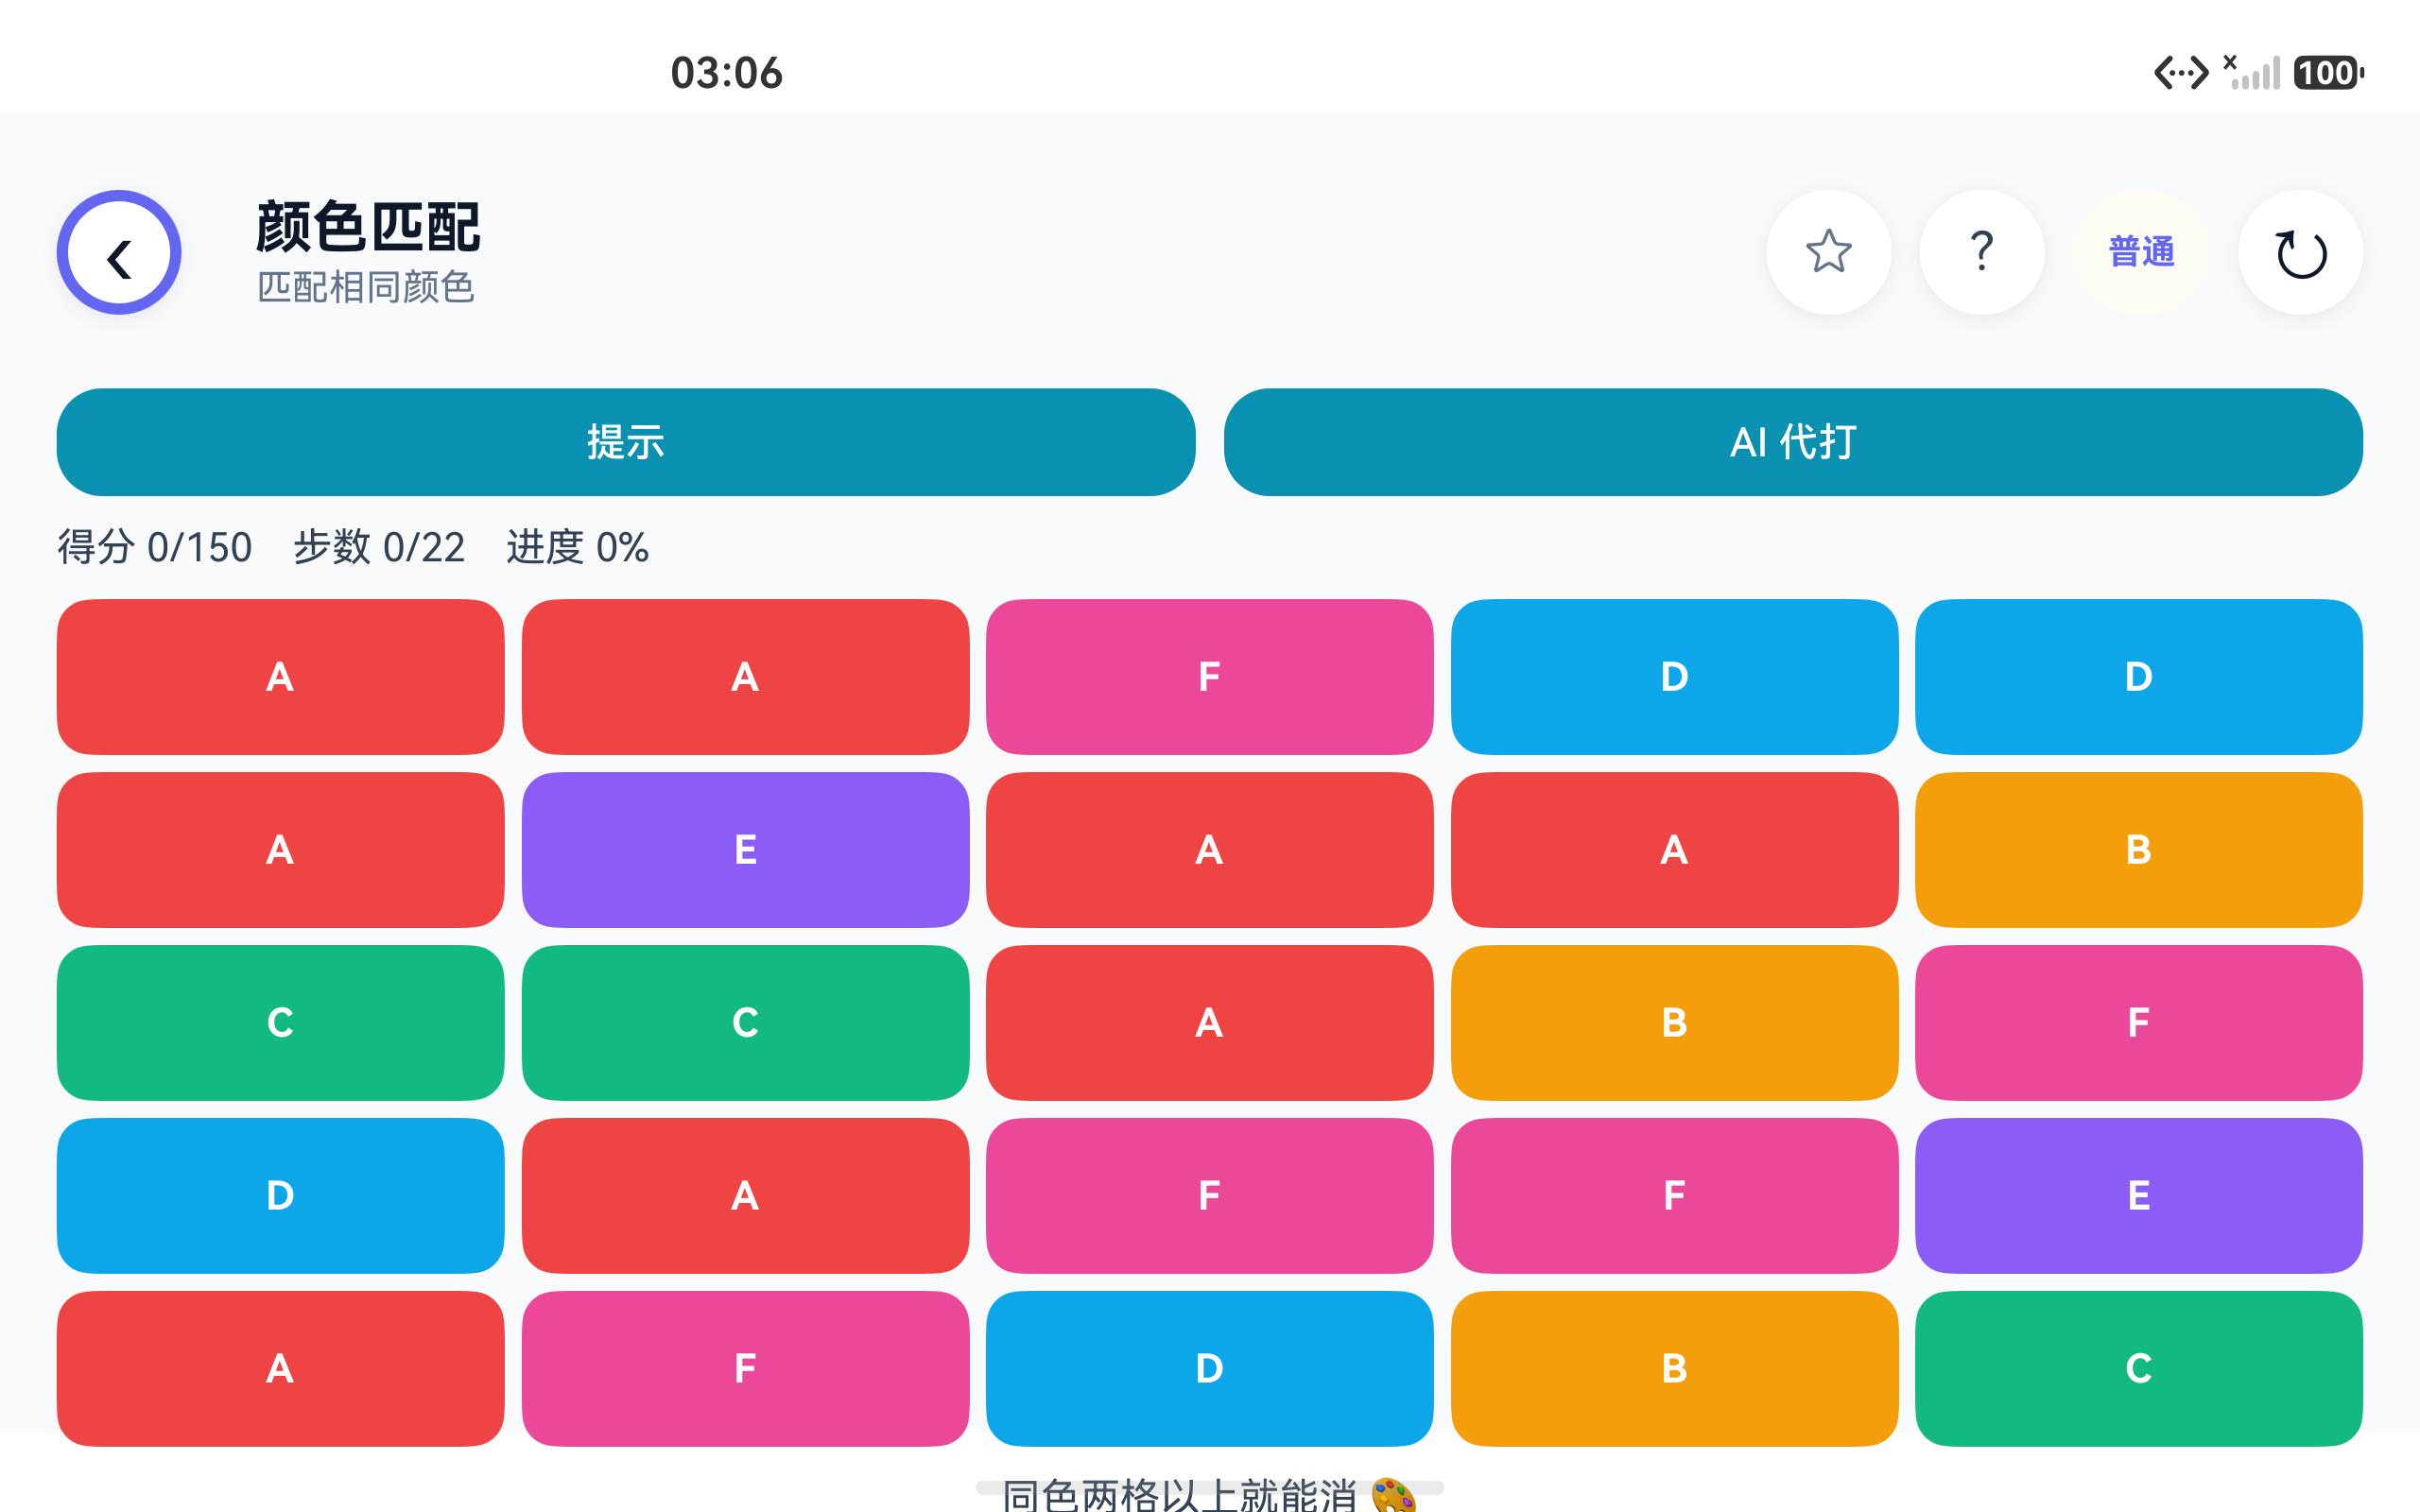 03:06
100
颜色匹配
匹配相同颜色
?
普通
提示
AI 代打
得分 0/150 步数 0/22 进度 0%
A A F D D
A E A A B
C C A B F
D A F F E
A F D B C
同色两格以上就能消 🎨